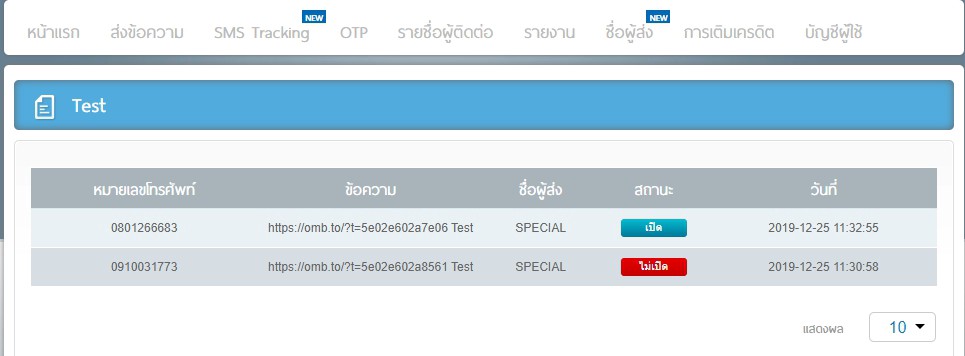 NEW NEW
หน้าแรก ส่งข้อความ SMS Tracking OTP รายชื่อผู้ติดต่อ รายงาน ชื่อผู้ส่ง การเติมเครดิต บัญชีผู้ใช้
Test
หมายเลขโทรศัพท์ ข้อความ ชื่อผู้ส่ง สถานะ วันที่
0801266683 https://omb.to/?t=5e02e602a7e06 Test SPECIAL เปิด 2019-12-25 11:32:55
0910031773 https://omb.to/?t=5e02e602a8561 Test SPECIAL ไม่เปิด 2019-12-25 11:30:58
แสดงผล 10